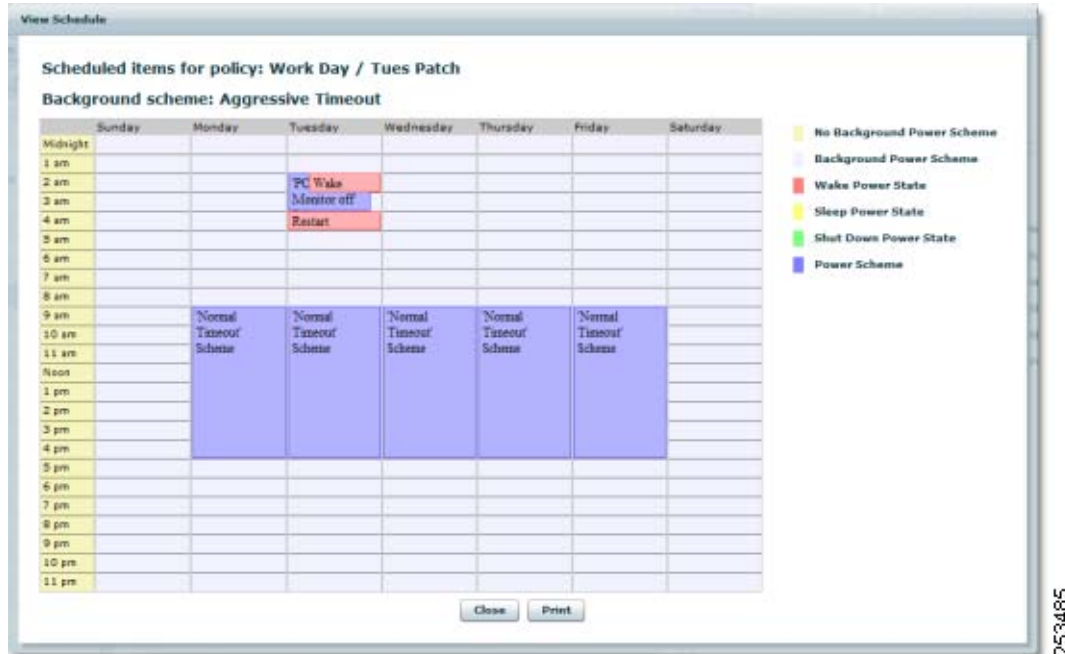 View Schedule
Scheduled items for policy: Work Day / Tues Patch
Background scheme: Aggressive Timeout
Sunday Monday Tuesday Wednesday Thursday Friday Saturday
Midnight
1 am
2 am 'PC Wake
3 am Monitor off
4 am Restart
5 am
6 am
7 am
8 am
9 am 'Normal 'Normal 'Normal 'Normal 'Normal
10 am Timeout' Timeout' Timeout' Timeout' Timeout'
11 am Scheme Scheme Scheme Scheme Scheme
Noon
1 pm
2 pm
3 pm
4 pm
5 pm
6 pm
7 pm
8 pm
9 pm
10 pm
11 pm
No Background Power Scheme
Background Power Scheme
Wake Power State
Sleep Power State
Shut Down Power State
Power Scheme
Close Print
253485